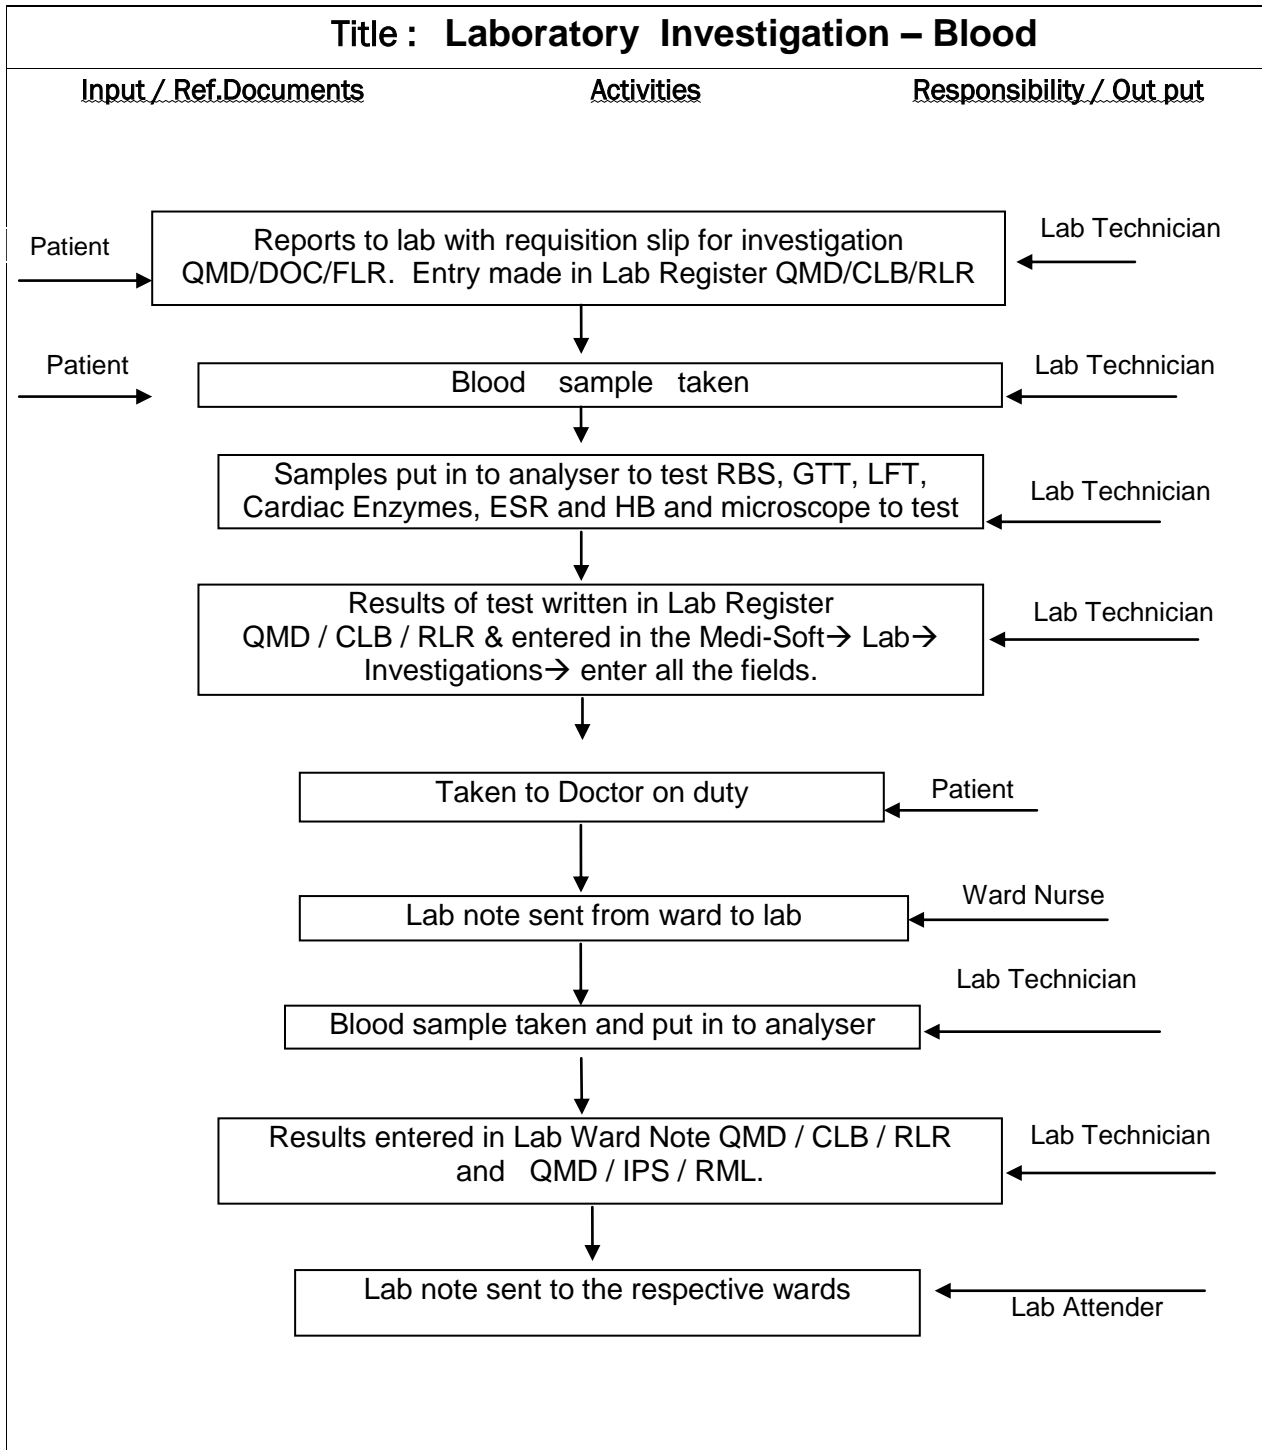 Title : Laboratory Investigation – Blood
Input / Ref.Documents Activities Responsibility / Out put
Patient
Reports to lab with requisition slip for investigation
QMD/DOC/FLR. Entry made in Lab Register QMD/CLB/RLR
Lab Technician
Patient
Blood sample taken
Lab Technician
Samples put in to analyser to test RBS, GTT, LFT,
Cardiac Enzymes, ESR and HB and microscope to test
Lab Technician
Results of test written in Lab Register
QMD / CLB / RLR & entered in the Medi-Soft→ Lab→
Investigations→ enter all the fields.
Lab Technician
Taken to Doctor on duty
Patient
Lab note sent from ward to lab
Ward Nurse
Blood sample taken and put in to analyser
Lab Technician
Results entered in Lab Ward Note QMD / CLB / RLR
and QMD / IPS / RML.
Lab Technician
Lab note sent to the respective wards
Lab Attender